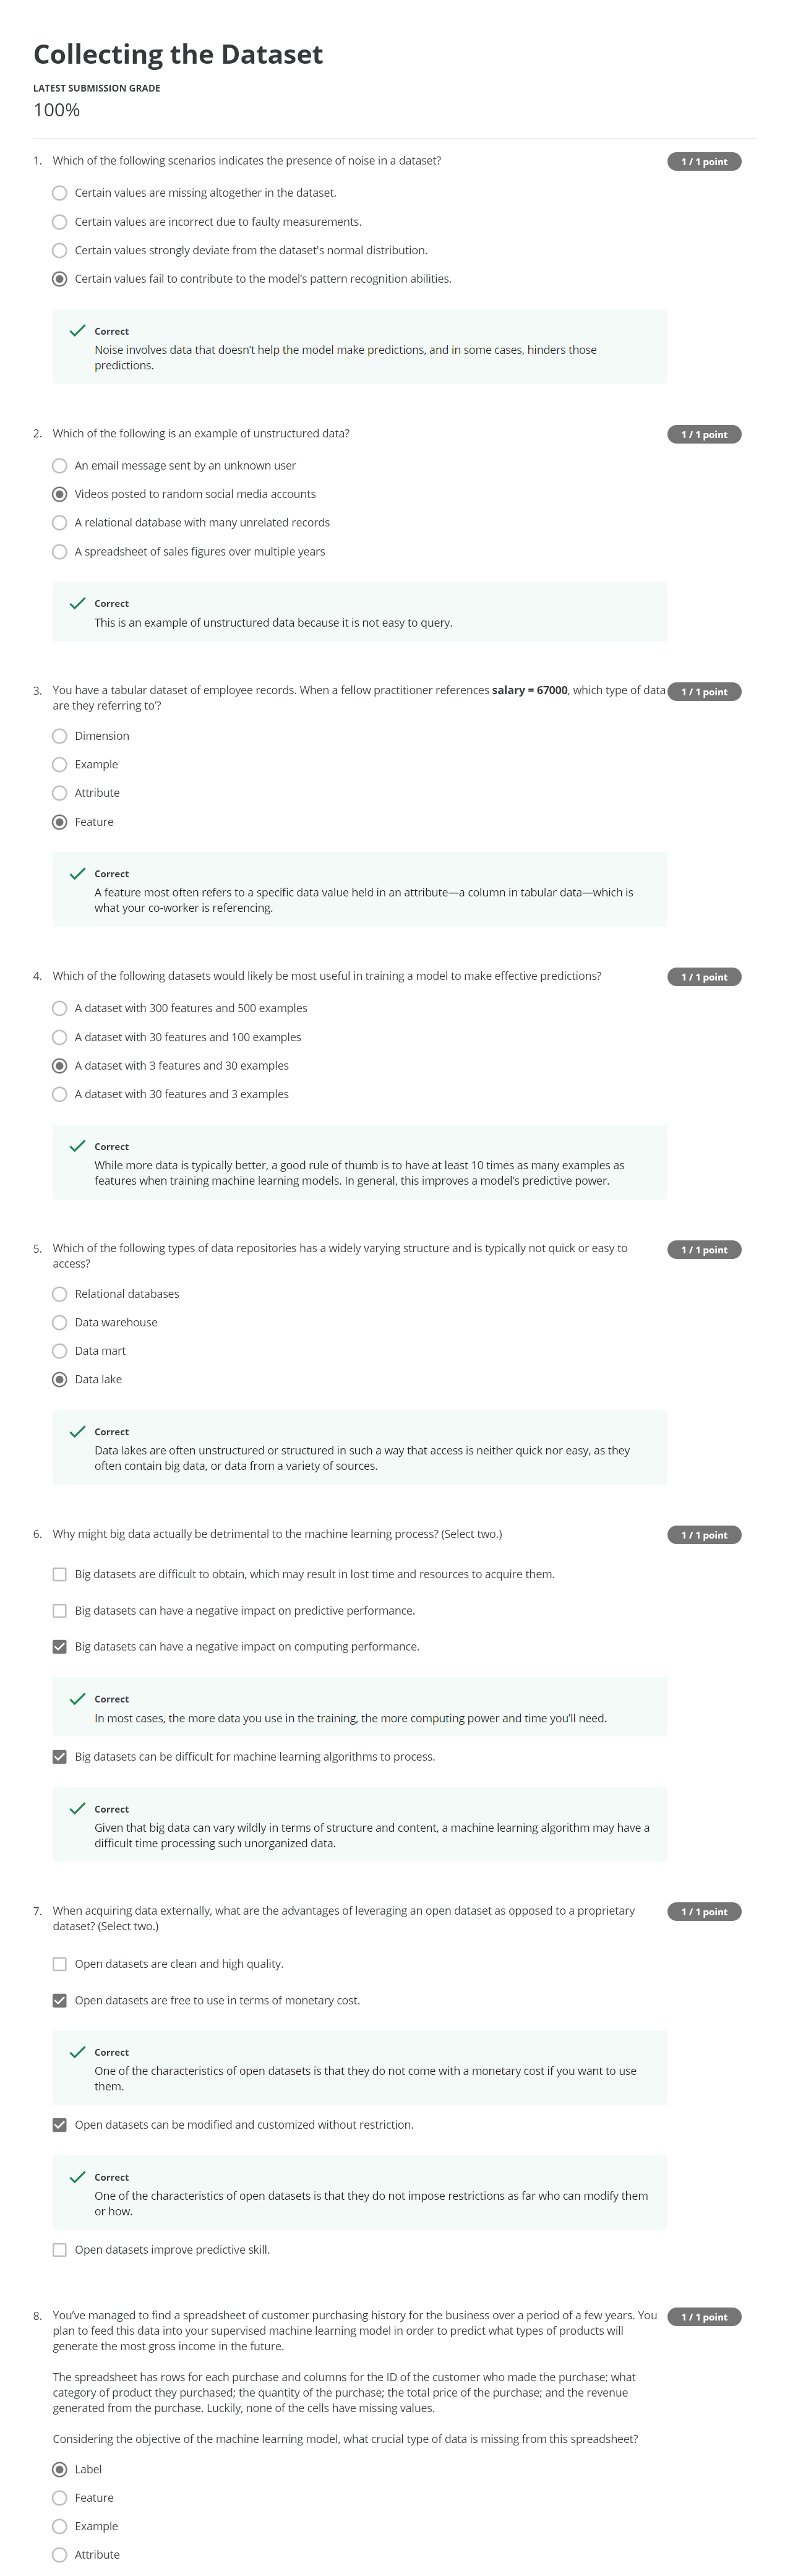 Collecting the Dataset
LATEST SUBMISSION GRADE
100%
1. Which of the following scenarios indicates the presence of noise in a dataset?
1 / 1 point
Certain values are missing altogether in the dataset.
Certain values are incorrect due to faulty measurements.
Certain values strongly deviate from the dataset's normal distribution.
Certain values fail to contribute to the model's pattern recognition abilities.
Correct
Noise involves data that doesn't help the model make predictions, and in some cases, hinders those
predictions.
2. Which of the following is an example of unstructured data?
1 / 1 point
An email message sent by an unknown user
Videos posted to random social media accounts
A relational database with many unrelated records
A spreadsheet of sales figures over multiple years
Correct
This is an example of unstructured data because it is not easy to query.
3. You have a tabular dataset of employee records. When a fellow practitioner references salary = 67000, which type of data
1 / 1 point
are they referring to'?
Dimension
Example
Attribute
Feature
Correct
A feature most often refers to a specific data value held in an attribute—a column in tabular data—which is
what your co-worker is referencing.
4. Which of the following datasets would likely be most useful in training a model to make effective predictions?
1 / 1 point
A dataset with 300 features and 500 examples
A dataset with 30 features and 100 examples
A dataset with 3 features and 30 examples
A dataset with 30 features and 3 examples
Correct
While more data is typically better, a good rule of thumb is to have at least 10 times as many examples as
features when training machine learning models. In general, this improves a model's predictive power.
5. Which of the following types of data repositories has a widely varying structure and is typically not quick or easy to
1 / 1 point
access?
Relational databases
Data warehouse
Data mart
Data lake
Correct
Data lakes are often unstructured or structured in such a way that access is neither quick nor easy, as they
often contain big data, or data from a variety of sources.
6. Why might big data actually be detrimental to the machine learning process? (Select two.)
1 / 1 point
Big datasets are difficult to obtain, which may result in lost time and resources to acquire them.
Big datasets can have a negative impact on predictive performance.
Big datasets can have a negative impact on computing performance.
Correct
In most cases, the more data you use in the training, the more computing power and time you'll need.
Big datasets can be difficult for machine learning algorithms to process.
Correct
Given that big data can vary wildly in terms of structure and content, a machine learning algorithm may have a
difficult time processing such unorganized data.
7. When acquiring data externally, what are the advantages of leveraging an open dataset as opposed to a proprietary
1 / 1 point
dataset? (Select two.)
Open datasets are clean and high quality.
Open datasets are free to use in terms of monetary cost.
Correct
One of the characteristics of open datasets is that they do not come with a monetary cost if you want to use
them.
Open datasets can be modified and customized without restriction.
Correct
One of the characteristics of open datasets is that they do not impose restrictions as far who can modify them
or how.
Open datasets improve predictive skill.
8. You've managed to find a spreadsheet of customer purchasing history for the business over a period of a few years. You
1 / 1 point
plan to feed this data into your supervised machine learning model in order to predict what types of products will
generate the most gross income in the future.
The spreadsheet has rows for each purchase and columns for the ID of the customer who made the purchase; what
category of product they purchased; the quantity of the purchase; the total price of the purchase; and the revenue
generated from the purchase. Luckily, none of the cells have missing values.
Considering the objective of the machine learning model, what crucial type of data is missing from this spreadsheet?
Label
Feature
Example
Attribute